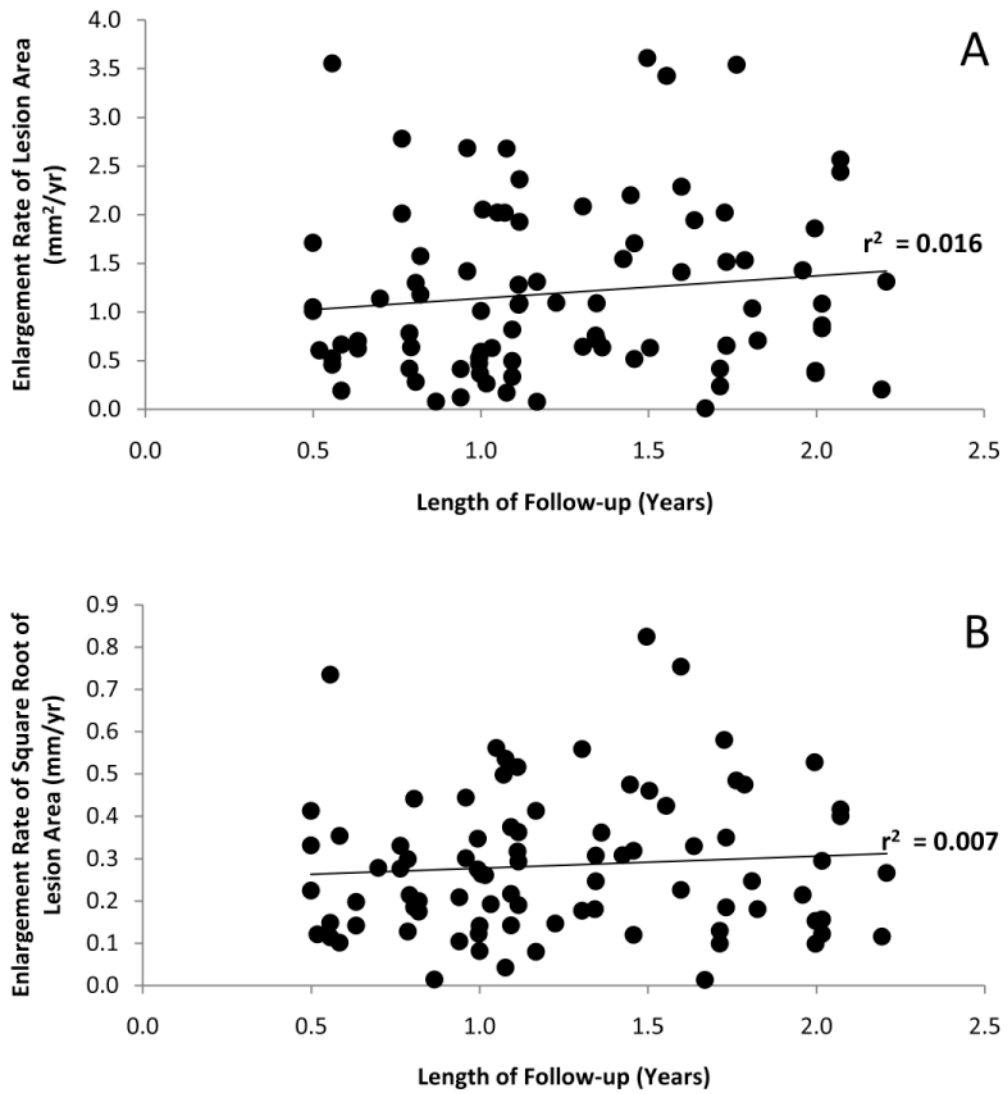 A
Enlargement Rate of Lesion Area
(mm²/yr)
4.0
3.5
3.0
2.5
2.0
1.5
1.0
0.5
0.0
r² = 0.016
0.0 0.5 1.0 1.5 2.0 2.5
Length of Follow-up (Years)
B
Enlargement Rate of Square Root of
Lesion Area (mm/yr)
0.9
0.8
0.7
0.6
0.5
0.4
0.3
0.2
0.1
0.0
r² = 0.007
0.0 0.5 1.0 1.5 2.0 2.5
Length of Follow-up (Years)